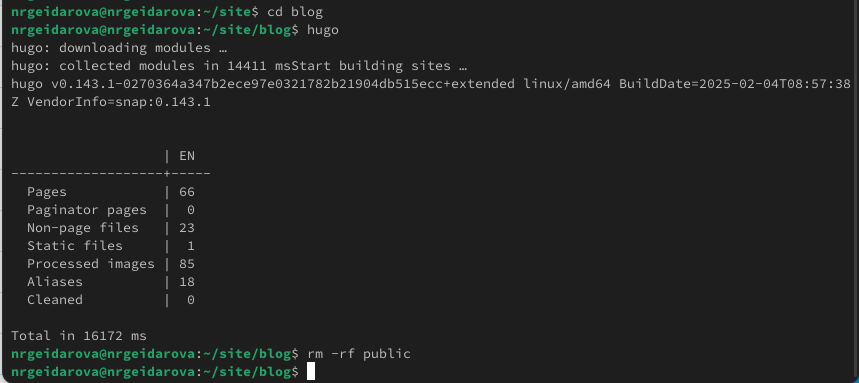 nrgeidarova@nrgeidarova:~/site$ cd blog
nrgeidarova@nrgeidarova:~/site/blog$ hugo
hugo: downloading modules …
hugo: collected modules in 14411 msStart building sites …
hugo v0.143.1-0270364a347b2ece97e0321782b21904db515ecc+extended linux/amd64 BuildDate=2025-02-04T08:57:38
Z VendorInfo=snap:0.143.1
                   | EN
-------------------+-----
  Pages            | 66
  Paginator pages  |  0
  Non-page files   | 23
  Static files     |  1
  Processed images | 85
  Aliases          | 18
  Cleaned          |  0
Total in 16172 ms
nrgeidarova@nrgeidarova:~/site/blog$ rm -rf public
nrgeidarova@nrgeidarova:~/site/blog$